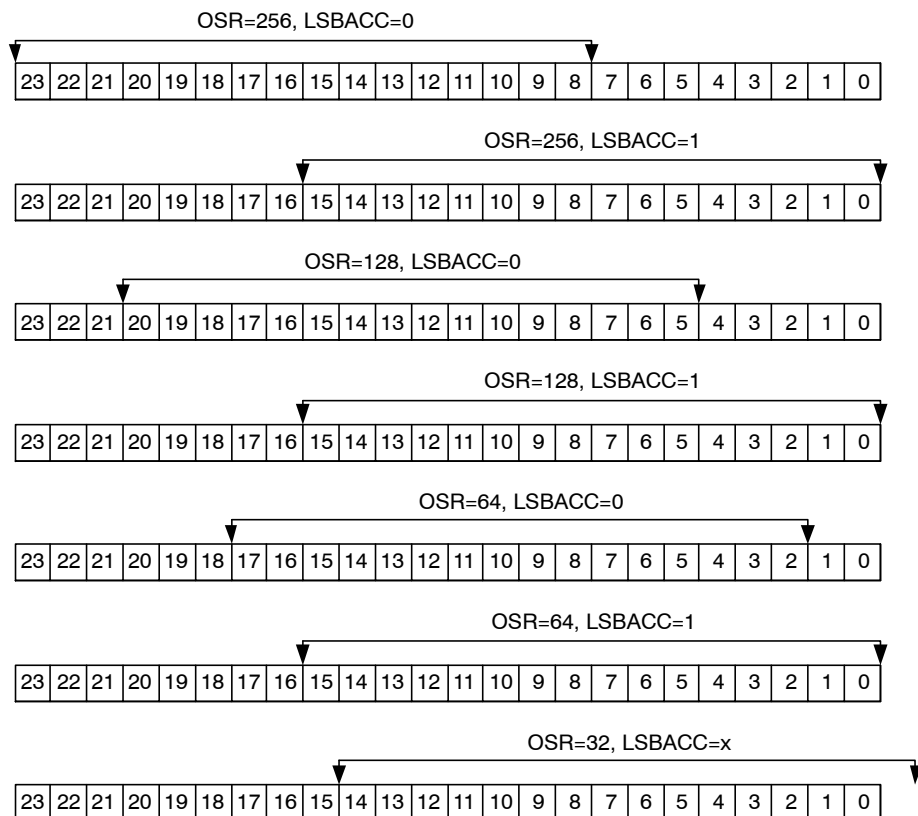 OSR=256, LSBACC=0
23 22 21 20 19 18 17 16 15 14 13 12 11 10 9 8 7 6 5 4 3 2 1 0
OSR=256, LSBACC=1
23 22 21 20 19 18 17 16 15 14 13 12 11 10 9 8 7 6 5 4 3 2 1 0
OSR=128, LSBACC=0
23 22 21 20 19 18 17 16 15 14 13 12 11 10 9 8 7 6 5 4 3 2 1 0
OSR=128, LSBACC=1
23 22 21 20 19 18 17 16 15 14 13 12 11 10 9 8 7 6 5 4 3 2 1 0
OSR=64, LSBACC=0
23 22 21 20 19 18 17 16 15 14 13 12 11 10 9 8 7 6 5 4 3 2 1 0
OSR=64, LSBACC=1
23 22 21 20 19 18 17 16 15 14 13 12 11 10 9 8 7 6 5 4 3 2 1 0
OSR=32, LSBACC=x
23 22 21 20 19 18 17 16 15 14 13 12 11 10 9 8 7 6 5 4 3 2 1 0